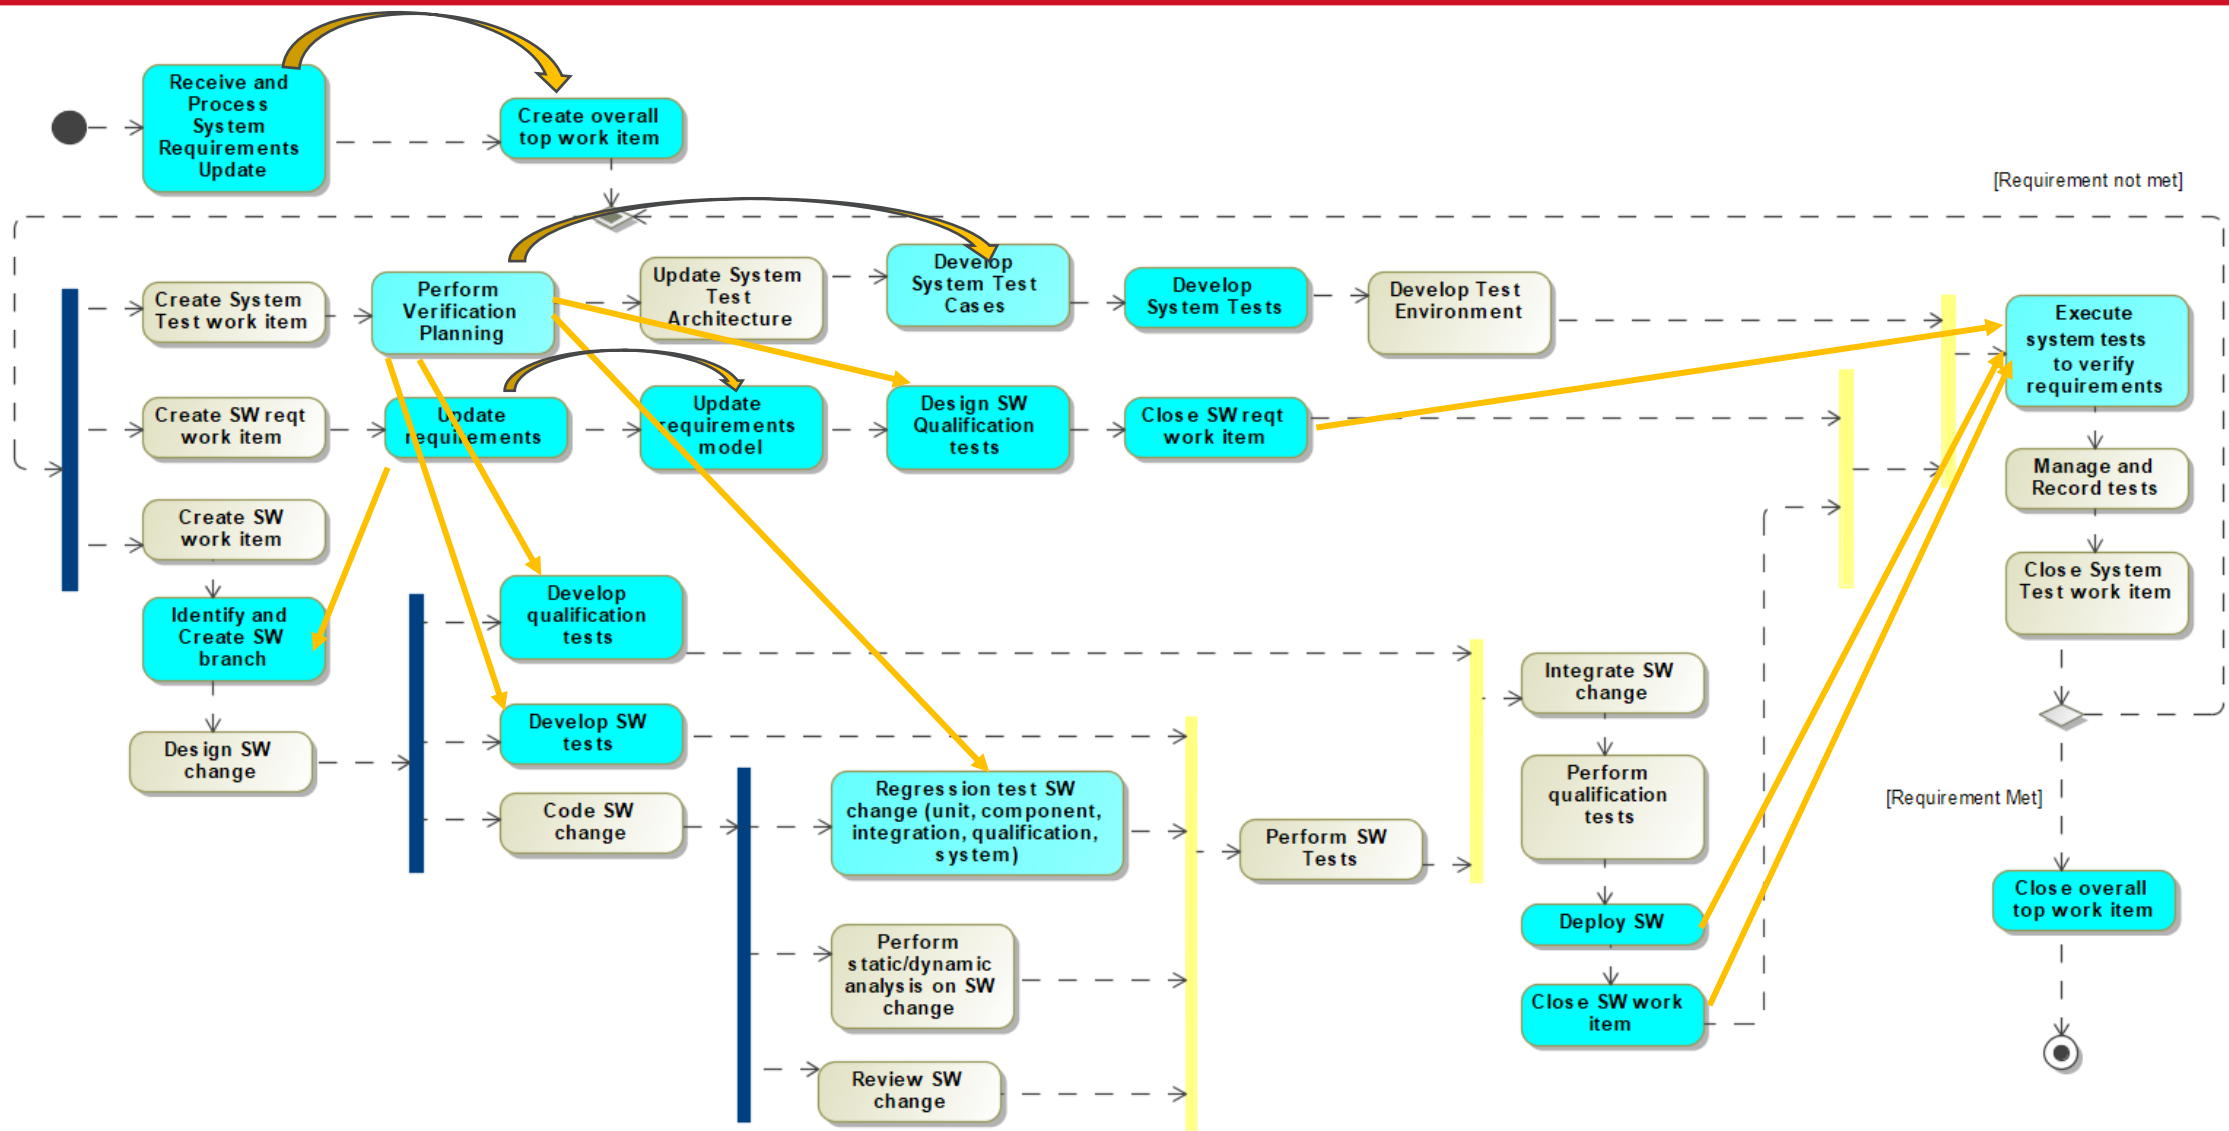 Receive and
Process
System
Requirements
Update
Create overall
top work item
[Requirement not met]
Create System
Test work item
Perform
Verification
Planning
Update System
Test
Architecture
Develop
System Test
Cases
Develop
System Tests
Develop Test
Environment
Execute
system tests
to verify
requirements
Create SW reqt
work item
Update
requirements
Update
requirements
model
Design SW
Qualification
tests
Close SW reqt
work item
Manage and
Record tests
Create SW
work item
Close System
Test work item
Identify and
Create SW
branch
Develop
qualification
tests
Integrate SW
change
Design SW
change
Develop SW
tests
Perform
qualification
tests
[Requirement Met]
Code SW
change
Regression test SW
change (unit, component,
integration, qualification,
system)
Perform SW
Tests
Deploy SW
Close overall
top work item
Perform
static/dynamic
analysis on SW
change
Close SW work
item
Review SW
change